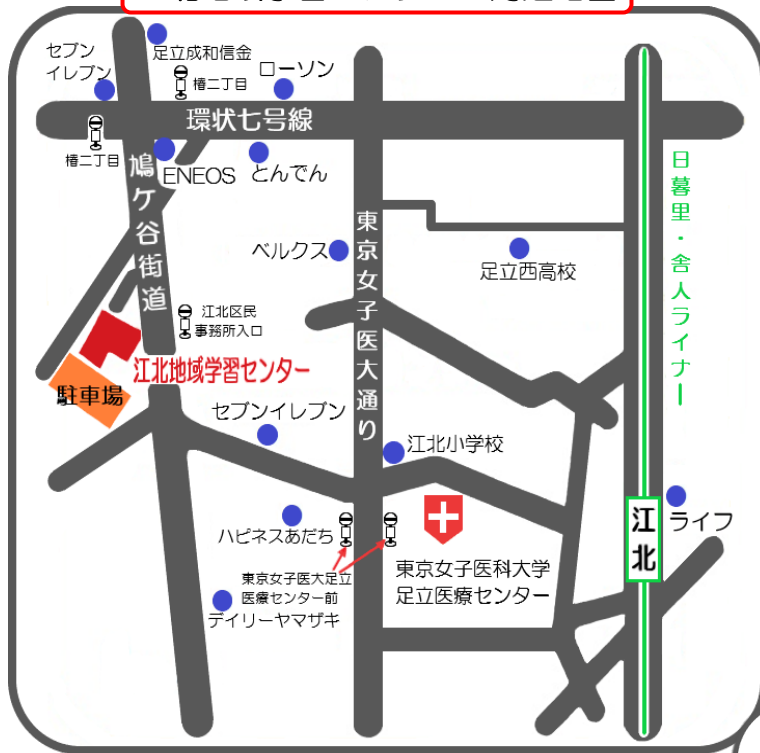 セブン
イレブン
足立成和信金
椿二丁目
ローソン
環状七号線
椿二丁目
ENEOS
とんでん
鳩ケ谷街道
東京女子医大通り
日暮里・舎人ライナー
ベルクス
足立西高校
江北区民
事務所入口
江北地域学習センター
駐車場
セブンイレブン
江北小学校
ハピネスあだち
江北
ライフ
東京女子医大足立
医療センター前
東京女子医科大学
足立医療センター
デイリーヤマザキ